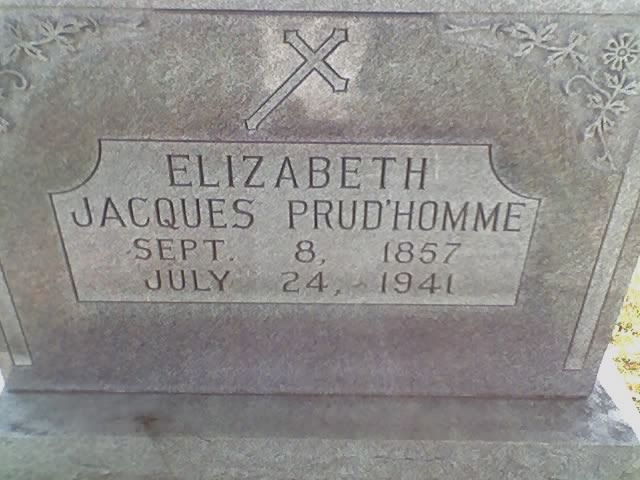 ELIZABETH
JACQUES PRUD'HOMME
SEPT. 8, 1857
JULY 24, 1941